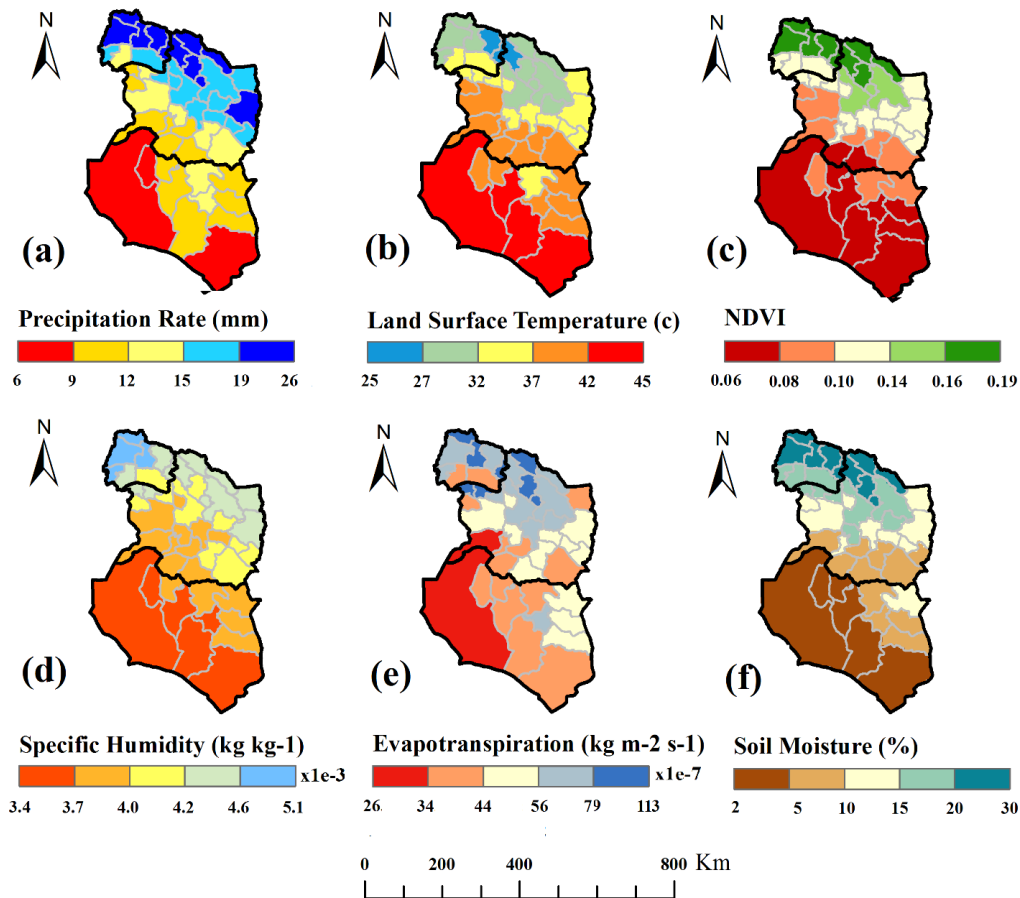 N N N
(a) (b) (c)
Precipitation Rate (mm) Land Surface Temperature (c) NDVI
6 9 12 15 19 26 25 27 32 37 42 45 0.06 0.08 0.10 0.14 0.16 0.19
N N N
(d) (e) (f)
Specific Humidity (kg kg-1) Evapotranspiration (kg m-2 s-1) Soil Moisture (%)
x1e-3 x1e-7
3.4 3.7 4.0 4.2 4.6 5.1 26 34 44 56 79 113 2 5 10 15 20 30
0 200 400 800 Km